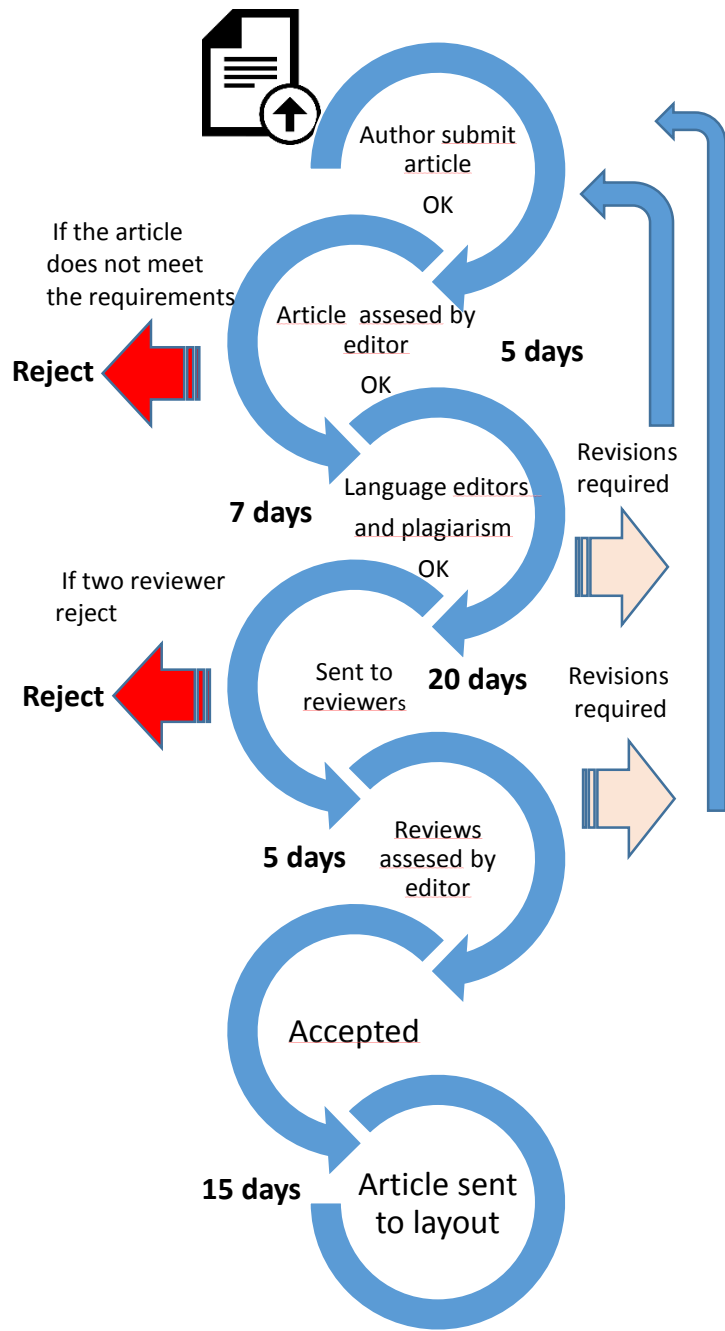 Author submit
article
OK
If the article
does not meet
the requirements
Reject
Article assesed by
editor
OK
5 days
Revisions
required
7 days
Language editors
and plagiarism
OK
If two reviewer
reject
Reject
Sent to
reviewers
20 days
Revisions
required
5 days
Reviews
assesed by
editor
Accepted
15 days
Article sent
to layout